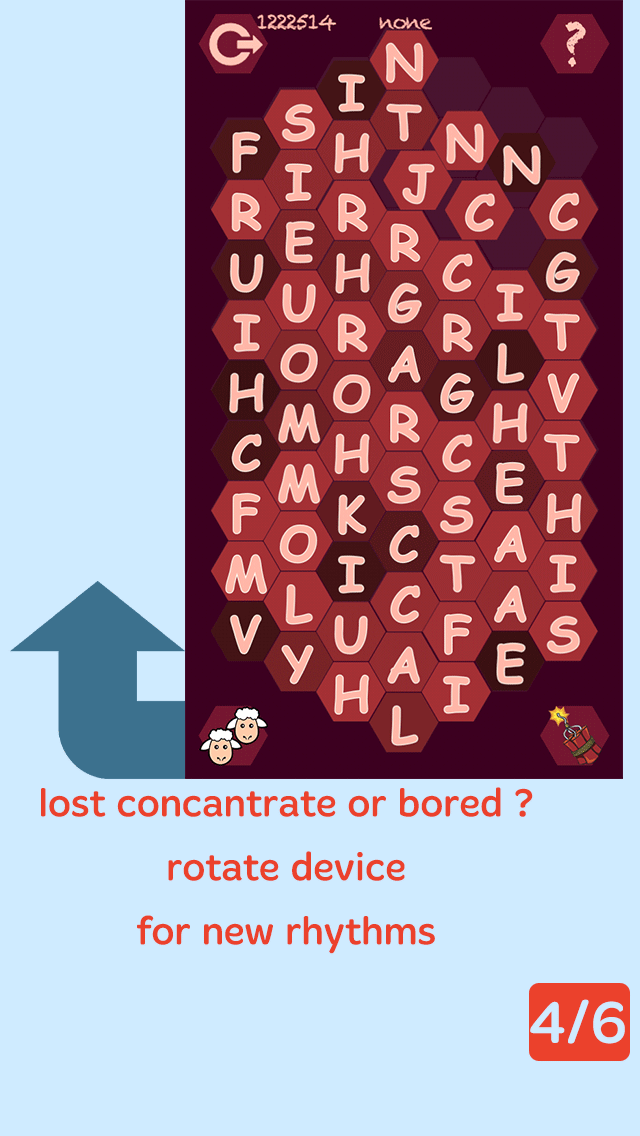 1222514 none
?
F R U I H C F M V
S I E U O M M O L Y
I H R H R O H K I U H
N T J R G A R S C C A L
N C C R G C S T F I
N I L H E A A E
C G T V T H I S
lost concantrate or bored ?
rotate device
for new rhythms
4/6